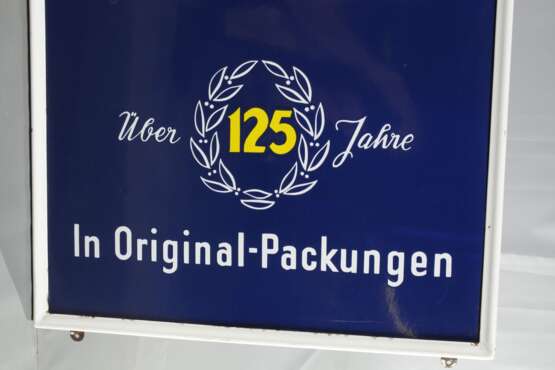 Über 125 Jahre
In Original-Packungen